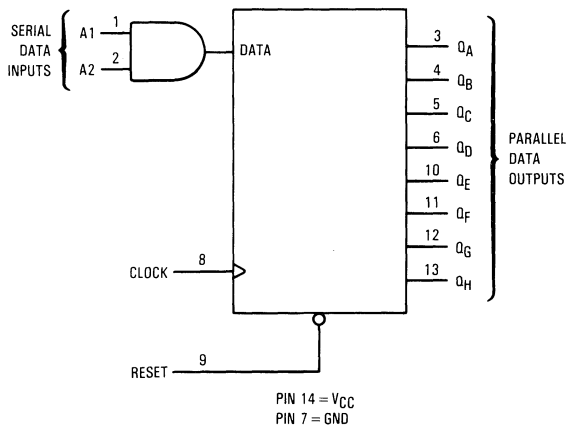 SERIAL
DATA
INPUTS
A1
1
A2
2
DATA
CLOCK
8
RESET
9
3
QA
4
QB
5
QC
6
QD
10
QE
11
QF
12
QG
13
QH
PARALLEL
DATA
OUTPUTS
PIN 14 = VCC
PIN 7 = GND